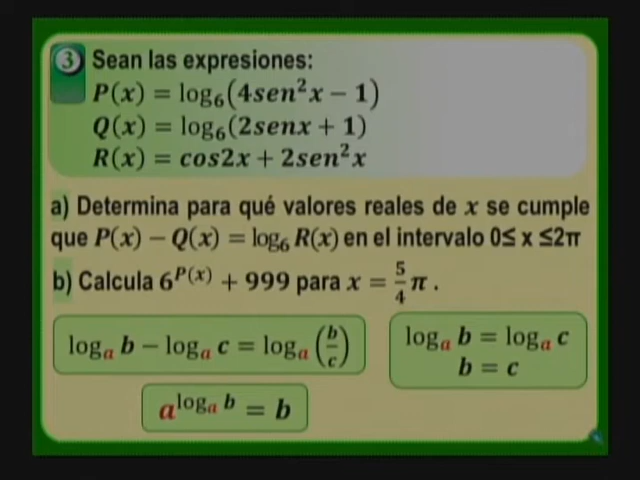 3 Sean las expresiones:
P(x) = log₆(4sen²x − 1)
Q(x) = log₆(2senx + 1)
R(x) = cos2x + 2sen²x
a) Determina para qué valores reales de x se cumple
que P(x) − Q(x) = log₆ R(x) en el intervalo 0≤ x ≤2π
b) Calcula 6^P(x) + 999 para x = 5/4 π .
logₐ b − logₐ c = logₐ (b/c)
logₐ b = logₐ c
b = c
a^logₐ b = b